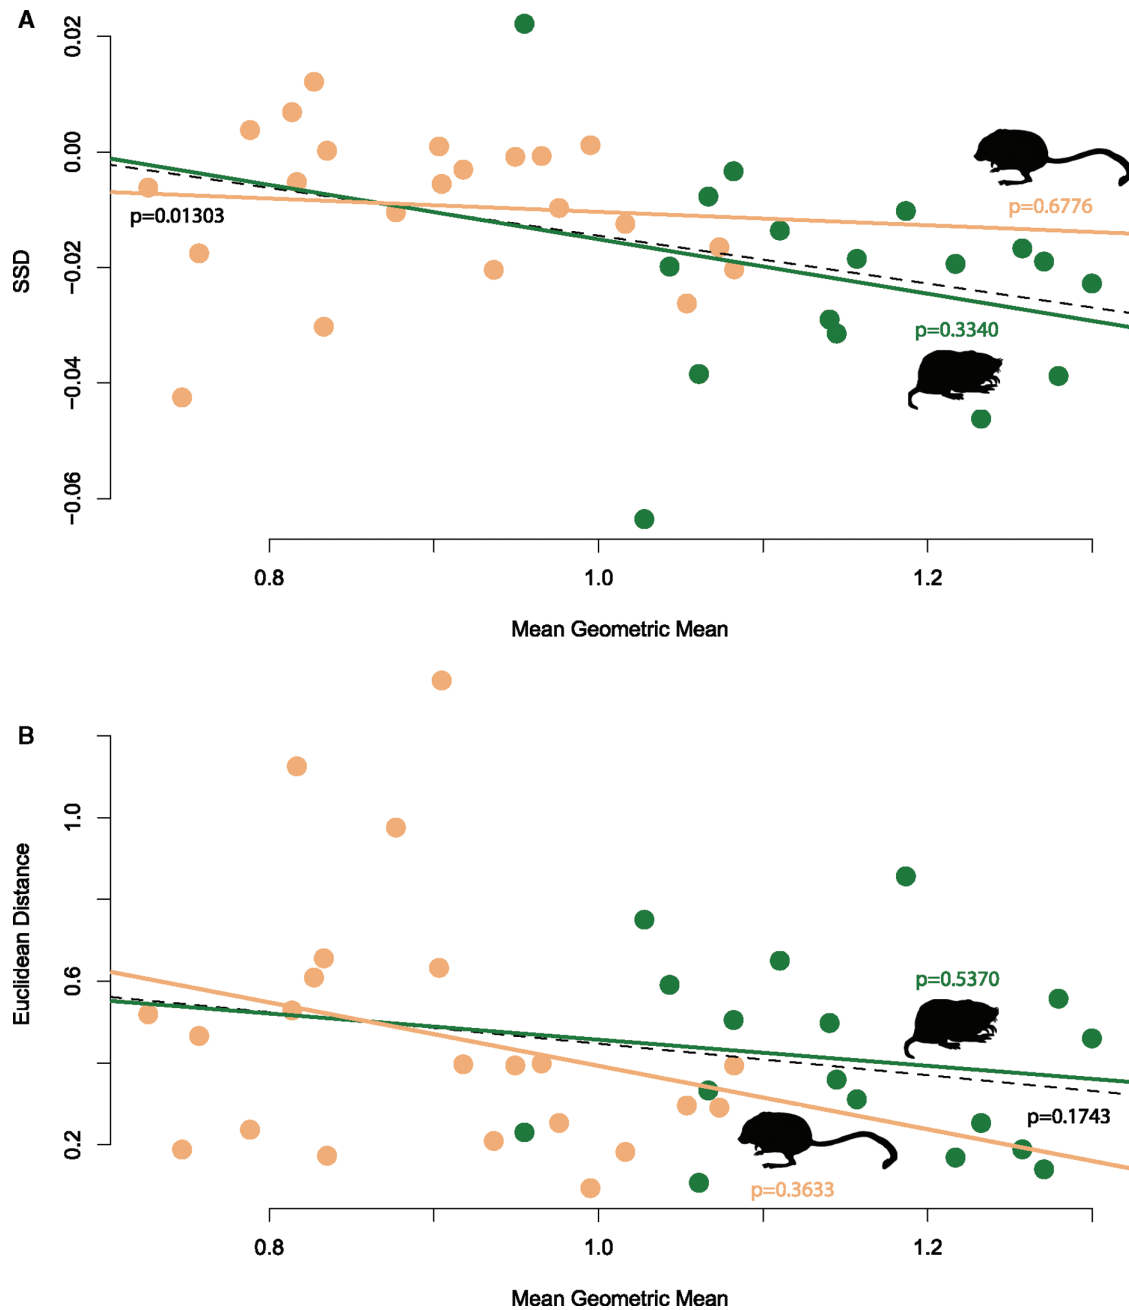 A
0.02
0.00
−0.02
−0.04
−0.06
SSD
p=0.01303
p=0.6776
p=0.3340
0.8
1.0
1.2
Mean Geometric Mean
B
1.0
0.6
0.2
Euclidean Distance
p=0.5370
p=0.1743
p=0.3633
0.8
1.0
1.2
Mean Geometric Mean